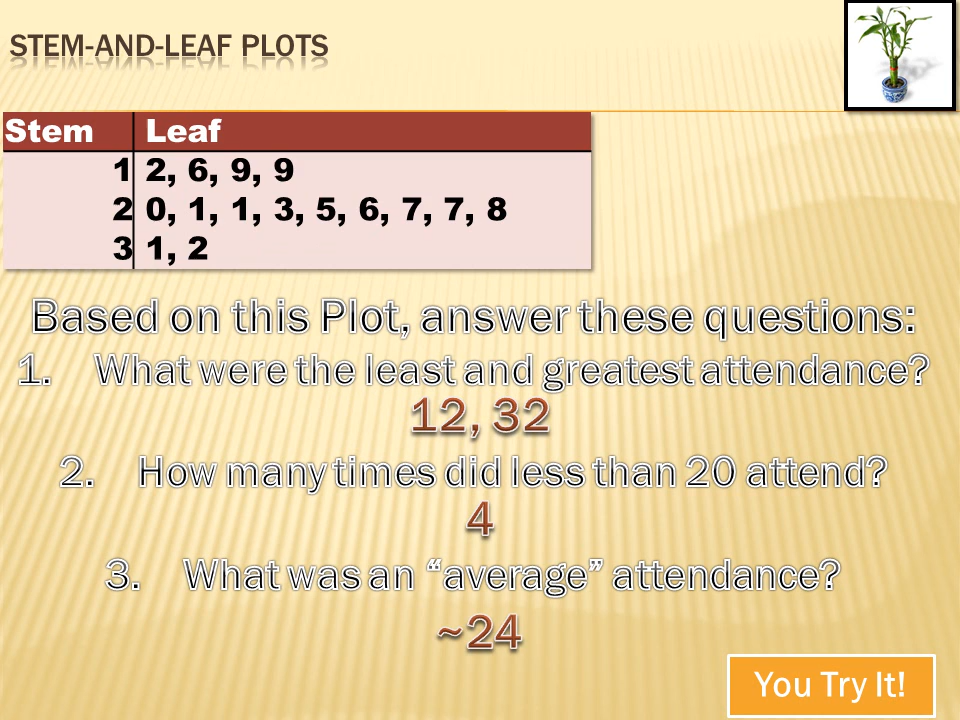 STEM-AND-LEAF PLOTS
Stem Leaf
1 2, 6, 9, 9
2 0, 1, 1, 3, 5, 6, 7, 7, 8
3 1, 2
Based on this Plot, answer these questions:
1. What were the least and greatest attendance?
12, 32
2. How many times did less than 20 attend?
4
3. What was an “average” attendance?
~24
You Try It!